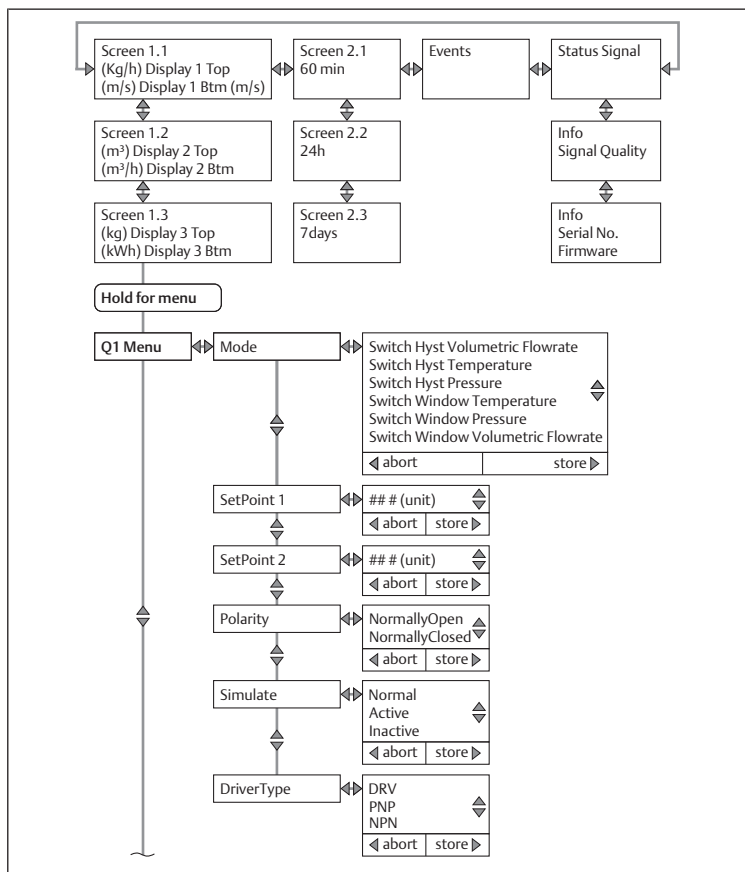 Screen 1.1
(Kg/h) Display 1 Top
(m/s) Display 1 Btm (m/s)
Screen 2.1
60 min
Events
Status Signal
Screen 1.2
(m³) Display 2 Top
(m³/h) Display 2 Btm
Screen 2.2
24h
Info
Signal Quality
Screen 1.3
(kg) Display 3 Top
(kWh) Display 3 Btm
Screen 2.3
7days
Info
Serial No.
Firmware
Hold for menu
Q1 Menu
Mode
Switch Hyst Volumetric Flowrate
Switch Hyst Temperature
Switch Hyst Pressure
Switch Window Temperature
Switch Window Pressure
Switch Window Volumetric Flowrate
abort
store
SetPoint 1
### (unit)
abort
store
SetPoint 2
### (unit)
abort
store
Polarity
NormallyOpen
NormallyClosed
abort
store
Simulate
Normal
Active
Inactive
abort
store
DriverType
DRV
PNP
NPN
abort
store